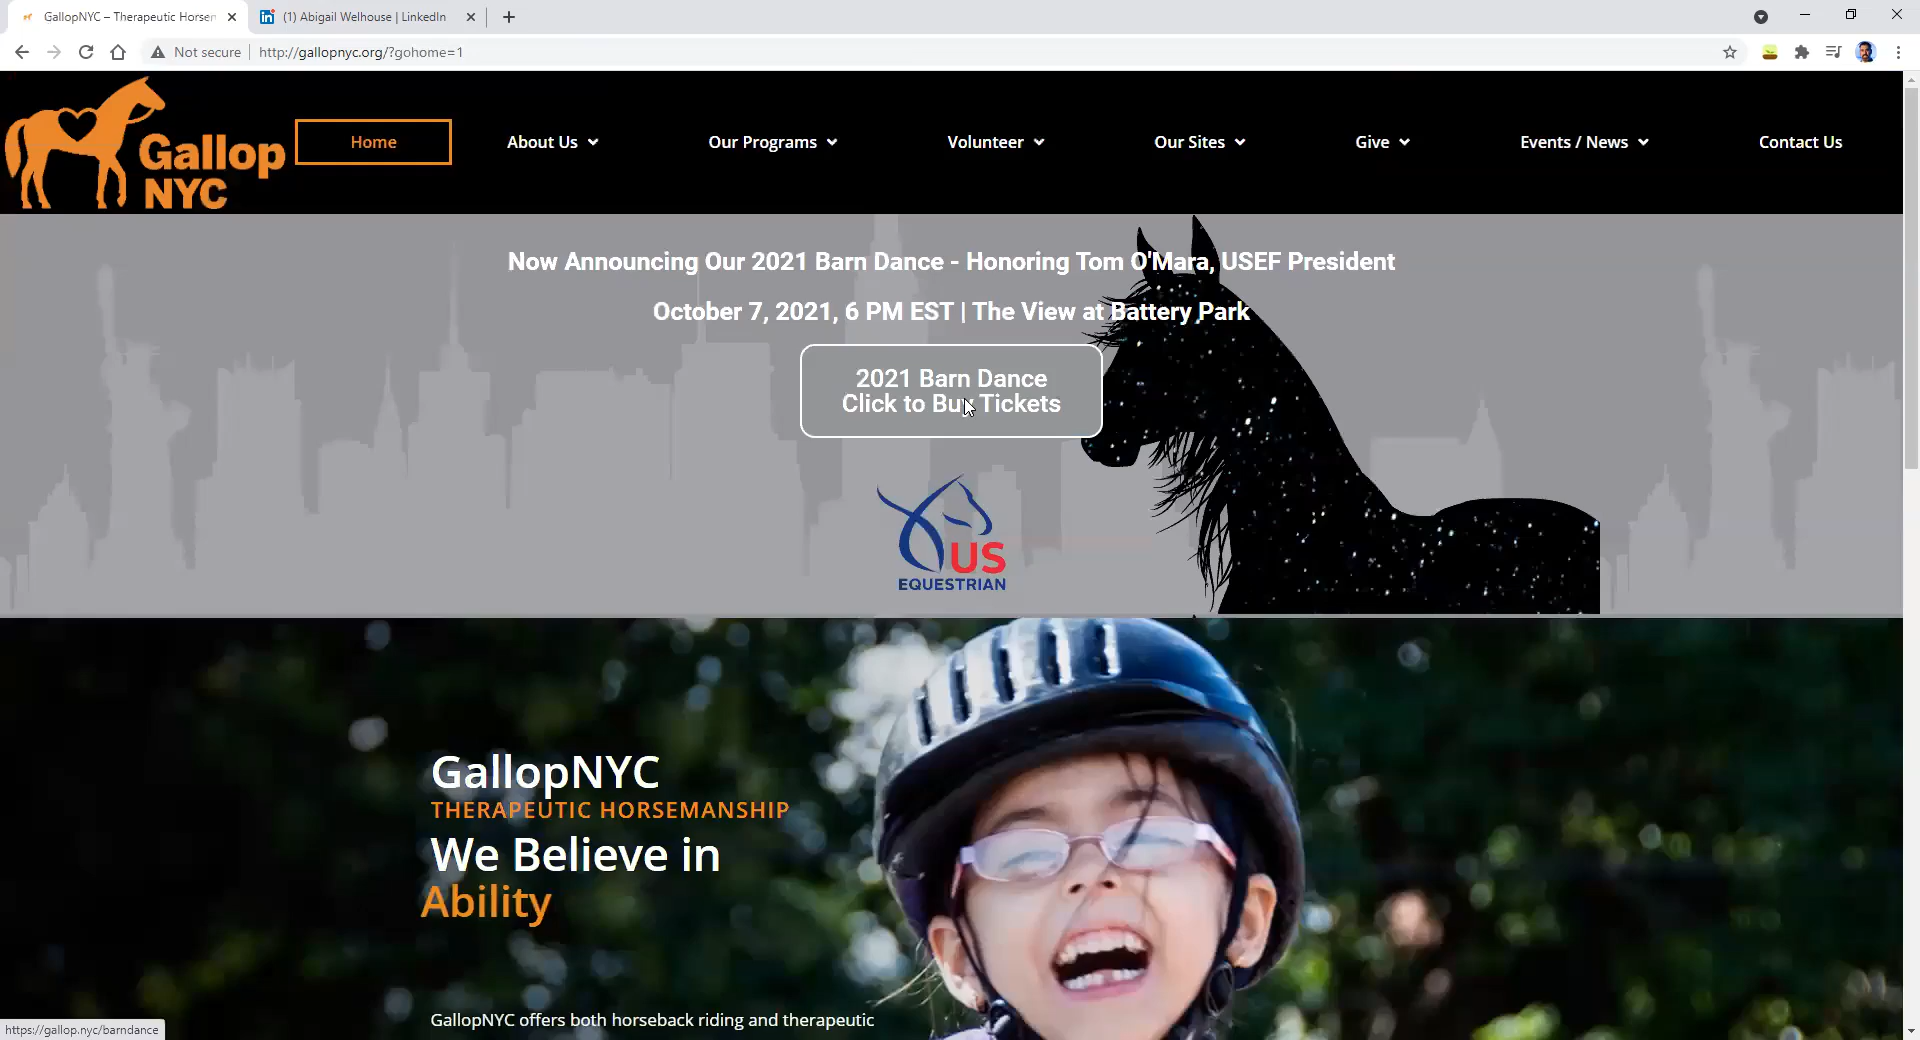 GallopNYC – Therapeutic Horsem
(1) Abigail Welhouse | LinkedIn
Not secure
http://gallopnyc.org/?gohome=1
Gallop
NYC
Home
About Us
Our Programs
Volunteer
Our Sites
Give
Events / News
Contact Us
Now Announcing Our 2021 Barn Dance - Honoring Tom O'Mara, USEF President
October 7, 2021, 6 PM EST | The View at Battery Park
2021 Barn Dance
Click to Buy Tickets
US
EQUESTRIAN
GallopNYC
THERAPEUTIC HORSEMANSHIP
We Believe in
Ability
GallopNYC offers both horseback riding and therapeutic
https://gallop.nyc/barndance